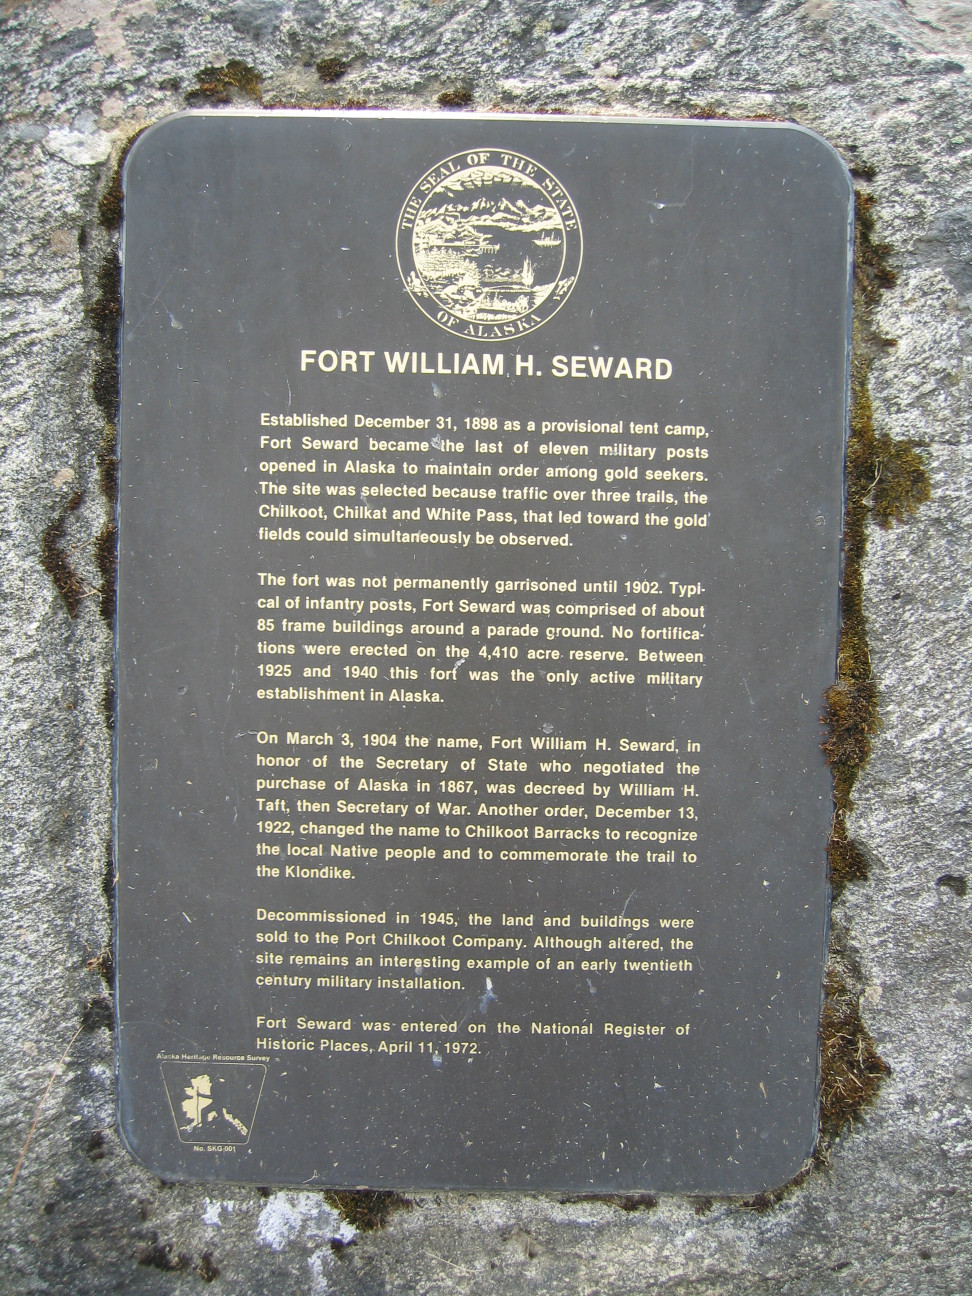 THE SEAL OF THE STATE
OF ALASKA
FORT WILLIAM H. SEWARD
Established December 31, 1898 as a provisional tent camp,
Fort Seward became the last of eleven military posts
opened in Alaska to maintain order among gold seekers.
The site was selected because traffic over three trails, the
Chilkoot, Chilkat and White Pass, that led toward the gold
fields could simultaneously be observed.
The fort was not permanently garrisoned until 1902. Typi-
cal of infantry posts, Fort Seward was comprised of about
85 frame buildings around a parade ground. No fortifica-
tions were erected on the 4,410 acre reserve. Between
1925 and 1940 this fort was the only active military
establishment in Alaska.
On March 3, 1904 the name, Fort William H. Seward, in
honor of the Secretary of State who negotiated the
purchase of Alaska in 1867, was decreed by William H.
Taft, then Secretary of War. Another order, December 13,
1922, changed the name to Chilkoot Barracks to recognize
the local Native people and to commemorate the trail to
the Klondike.
Decommissioned in 1945, the land and buildings were
sold to the Port Chilkoot Company. Although altered, the
site remains an interesting example of an early twentieth
century military installation.
Fort Seward was entered on the National Register of
Historic Places, April 11, 1972.
Alaska Heritage Resource Survey
No. SKG-001